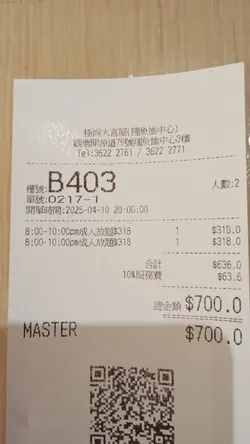 極尚大喜屋(鱷魚恤中心)
觀塘開源道79號鱷魚恤中心3樓
Tel:3622 2761 / 3622 2771
檯號:B403
人數:2
單號:0217-1
開單時間:2025-04-10 20:00:00
8:00-10:00pm成人放題$318 1 $318.0
8:00-10:00pm成人放題$318 1 $318.0
合計 $636.0
10%服務費 $63.6
總金額 $700.0
MASTER $700.0